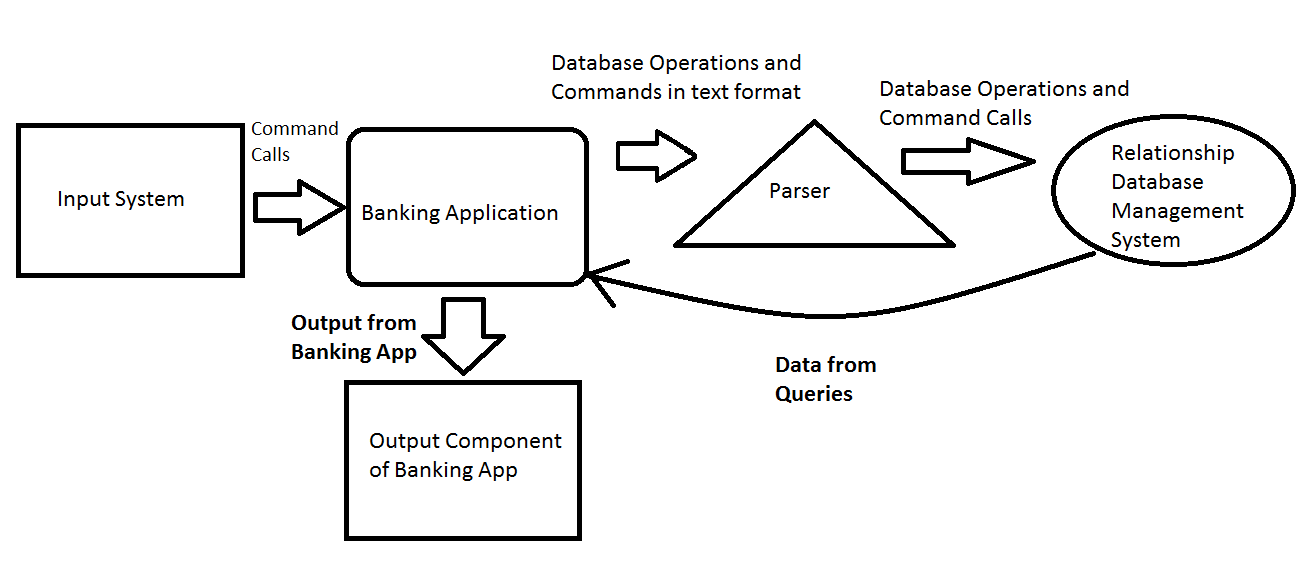 Database Operations and
Commands in text format
Database Operations and
Command Calls
Command
Calls
Input System
Banking Application
Parser
Relationship
Database
Management
System
Output from
Banking App
Data from
Queries
Output Component
of Banking App